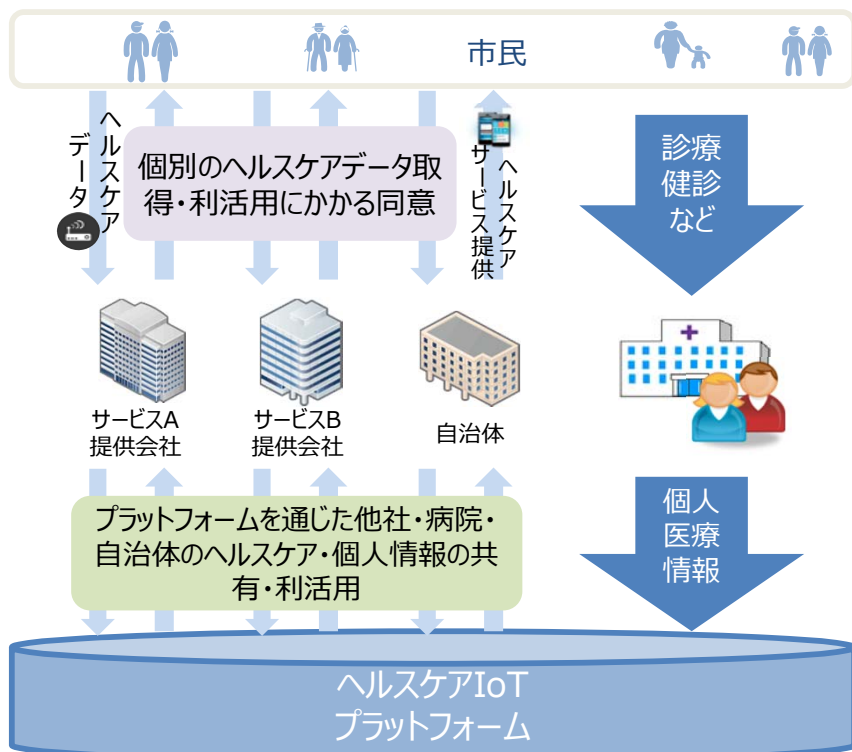 市民
ヘルスケア
データ
個別のヘルスケアデータ取
得・利活用にかかる同意
ヘルスケア
サービス提供
診療
健診
など
サービスA
提供会社
サービスB
提供会社
自治体
プラットフォームを通じた他社・病院・
自治体のヘルスケア・個人情報の共
有・利活用
個人
医療
情報
ヘルスケアIoT
プラットフォーム